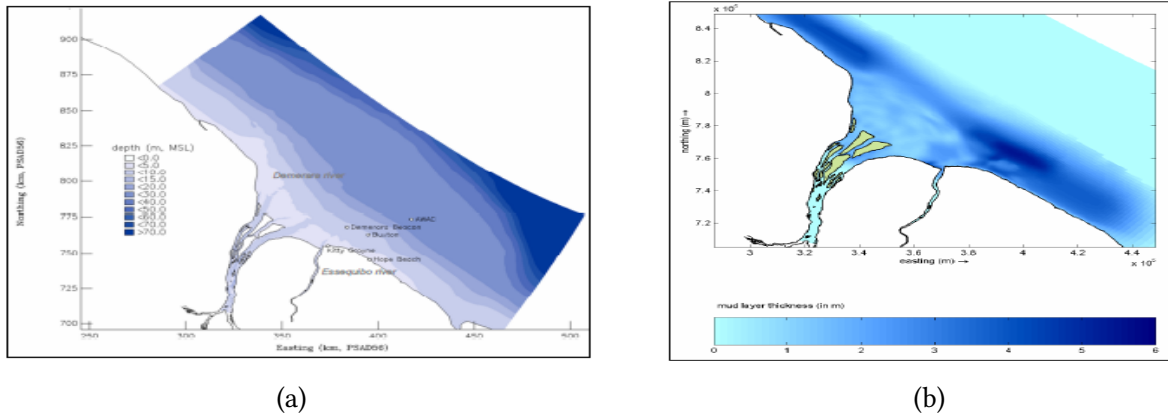 900
875
850
825
800
775
750
725
700
Northing (km, PSAD56)
depth (m, MSL)
<0.0
<5.0
<10.0
<15.0
<20.0
<30.0
<40.0
<50.0
<60.0
<70.0
>70.0
Demerara river
AWAC
Demerara Beacon
Buxton
Kitty Groyne
Hope Beach
Essequibo river
250
300
350
400
450
500
Easting (km, PSAD56)
(a)
x 10⁵
8.4
8.2
8
7.8
7.6
7.4
7.2
northing (m) →
3
3.2
3.4
3.6
3.8
4
4.2
4.4
easting (m) →
x 10⁵
mud layer thickness (in m)
0
1
2
3
4
5
6
(b)